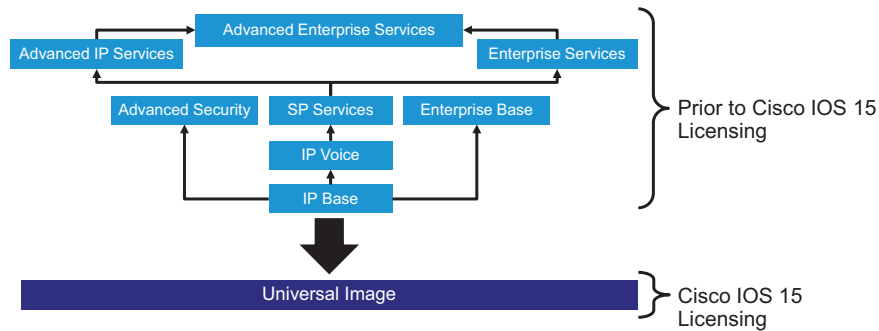 Advanced Enterprise Services
Advanced IP Services
Enterprise Services
Advanced Security
SP Services
Enterprise Base
IP Voice
IP Base
Prior to Cisco IOS 15
Licensing
Universal Image
Cisco IOS 15
Licensing